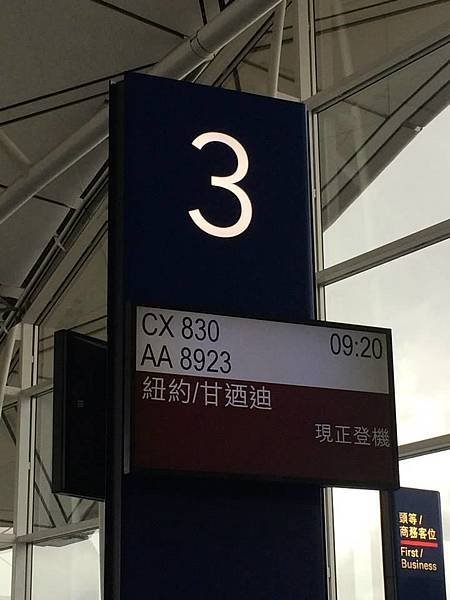 3
CX 830
AA 8923
09:20
紐約/甘迺迪
現正登機
頭等/
商務客位
First/
Business